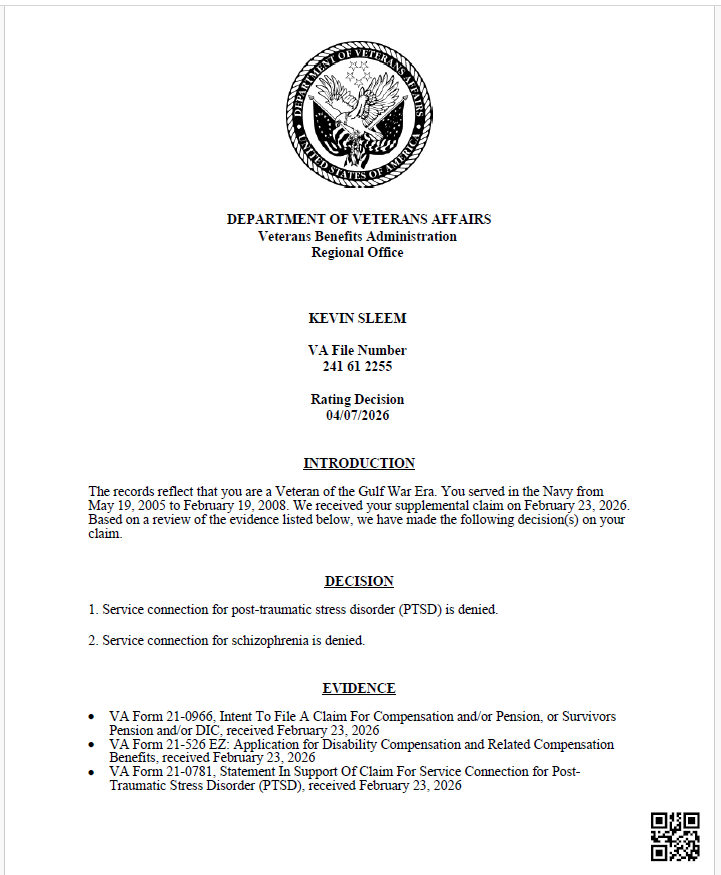 DEPARTMENT OF VETERANS AFFAIRS
UNITED STATES OF AMERICA
DEPARTMENT OF VETERANS AFFAIRS
Veterans Benefits Administration
Regional Office
KEVIN SLEEM
VA File Number
241 61 2255
Rating Decision
04/07/2026
INTRODUCTION
The records reflect that you are a Veteran of the Gulf War Era. You served in the Navy from
May 19, 2005 to February 19, 2008. We received your supplemental claim on February 23, 2026.
Based on a review of the evidence listed below, we have made the following decision(s) on your
claim.
DECISION
1. Service connection for post-traumatic stress disorder (PTSD) is denied.
2. Service connection for schizophrenia is denied.
EVIDENCE
• VA Form 21-0966, Intent To File A Claim For Compensation and/or Pension, or Survivors
Pension and/or DIC, received February 23, 2026
• VA Form 21-526 EZ: Application for Disability Compensation and Related Compensation
Benefits, received February 23, 2026
• VA Form 21-0781, Statement In Support Of Claim For Service Connection for Post-
Traumatic Stress Disorder (PTSD), received February 23, 2026